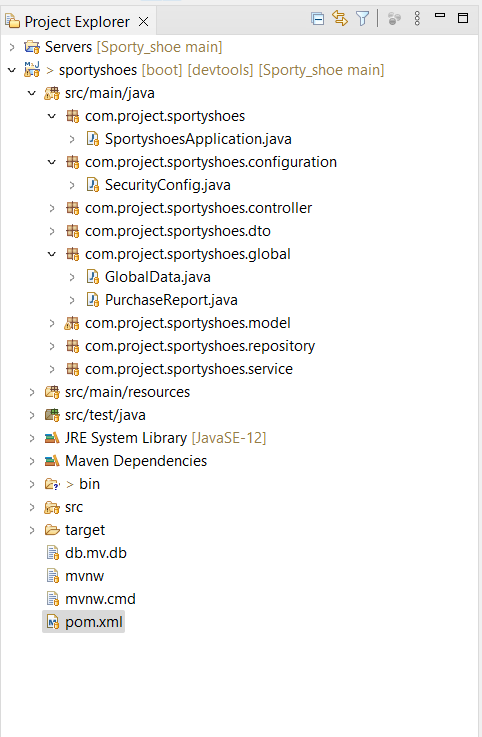 Project Explorer
Servers [Sporty_shoe main]
> sportyshoes [boot] [devtools] [Sporty_shoe main]
src/main/java
com.project.sportyshoes
SportyshoesApplication.java
com.project.sportyshoes.configuration
SecurityConfig.java
com.project.sportyshoes.controller
com.project.sportyshoes.dto
com.project.sportyshoes.global
GlobalData.java
PurchaseReport.java
com.project.sportyshoes.model
com.project.sportyshoes.repository
com.project.sportyshoes.service
src/main/resources
src/test/java
JRE System Library [JavaSE-12]
Maven Dependencies
> bin
src
target
db.mv.db
mvnw
mvnw.cmd
pom.xml